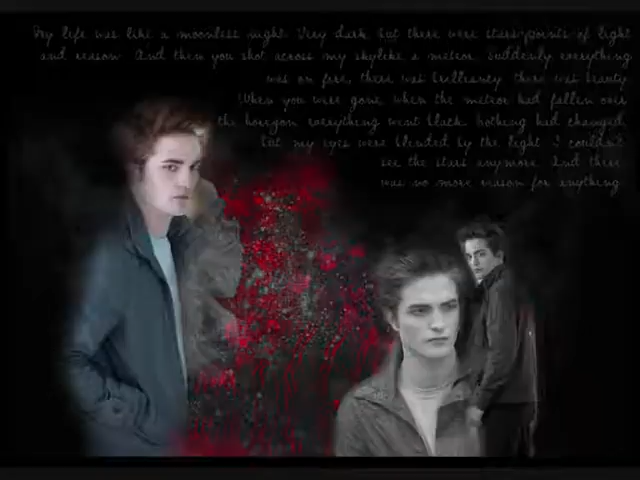 My life was like a moonless night. Very dark but there were stars-points of light
and reason. And then you shot across my sky like a meteor. Suddenly everything
was on fire, there was brilliancy there was beauty
When you were gone when the meteor had fallen over
the horizon everything went black. Nothing had changed
but my eyes were blinded by the light I couldn't
see the stars anymore. And there
was no more reason for anything